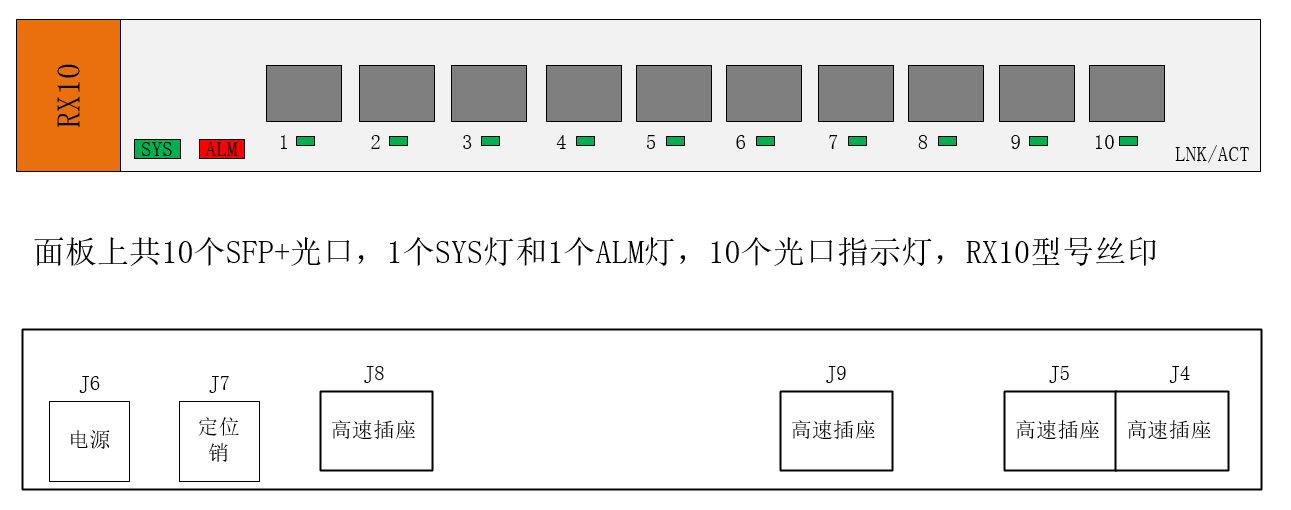 RX10
SYS ALM 1 2 3 4 5 6 7 8 9 10
LNK/ACT
面板上共10个SFP+光口，1个SYS灯和1个ALM灯，10个光口指示灯，RX10型号丝印
J6 J7 J8 J9 J5 J4
电源
定位
销
高速插座
高速插座
高速插座
高速插座